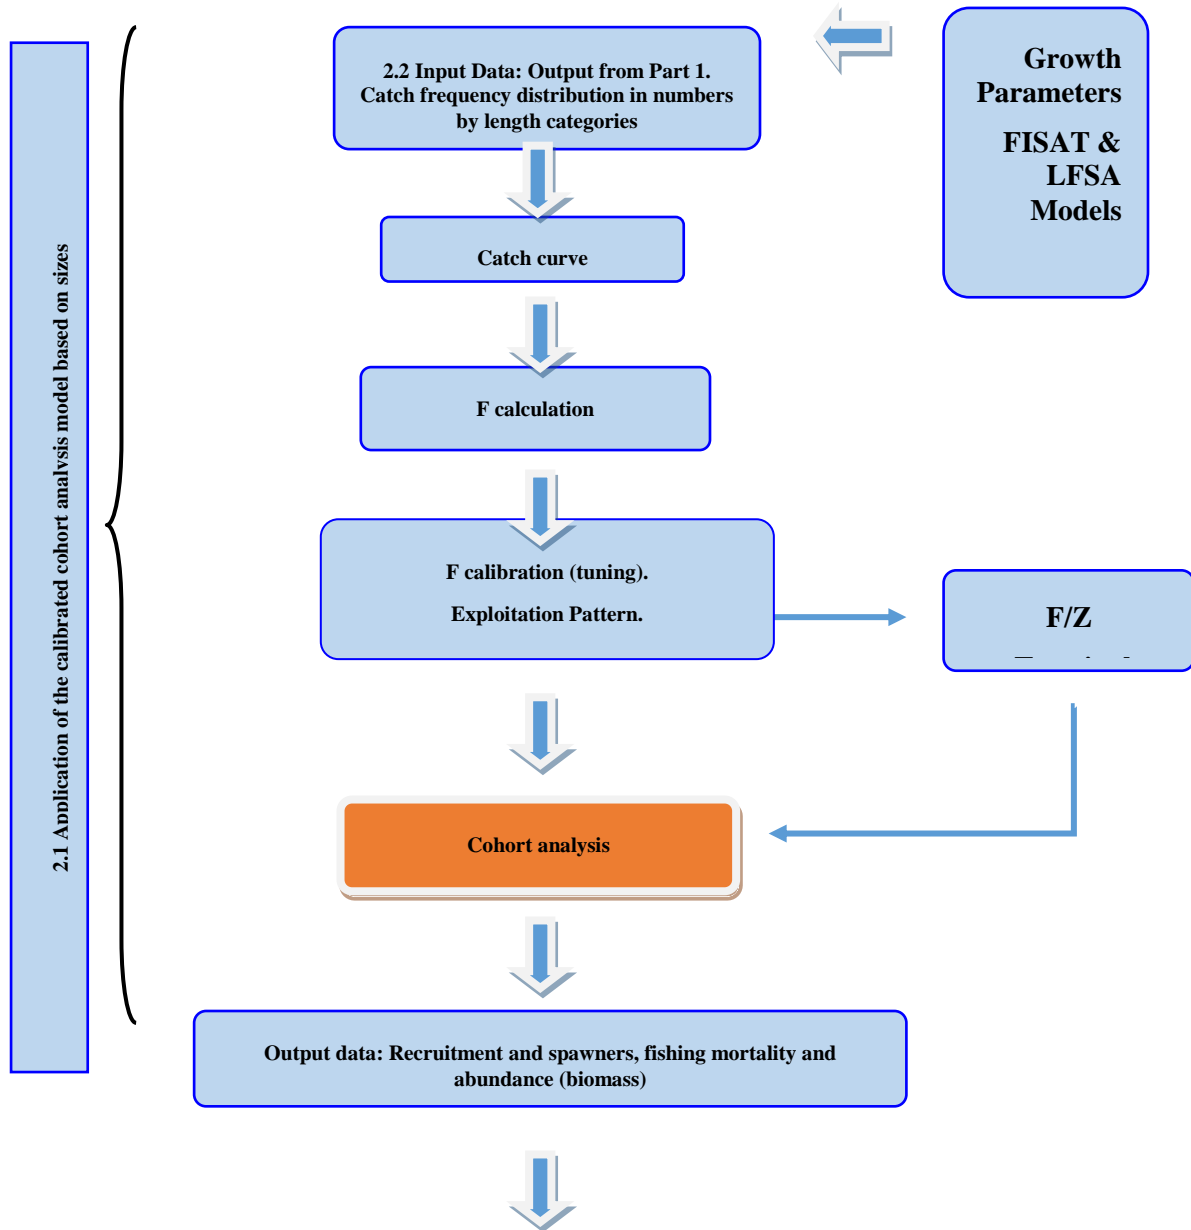 2.1 Application of the calibrated cohort analysis model based on sizes
2.2 Input Data: Output from Part 1.
Catch frequency distribution in numbers
by length categories
Growth
Parameters
FISAT &
LFSA
Models
Catch curve
F calculation
F calibration (tuning).
Exploitation Pattern.
F/Z
Cohort analysis
Output data: Recruitment and spawners, fishing mortality and
abundance (biomass)